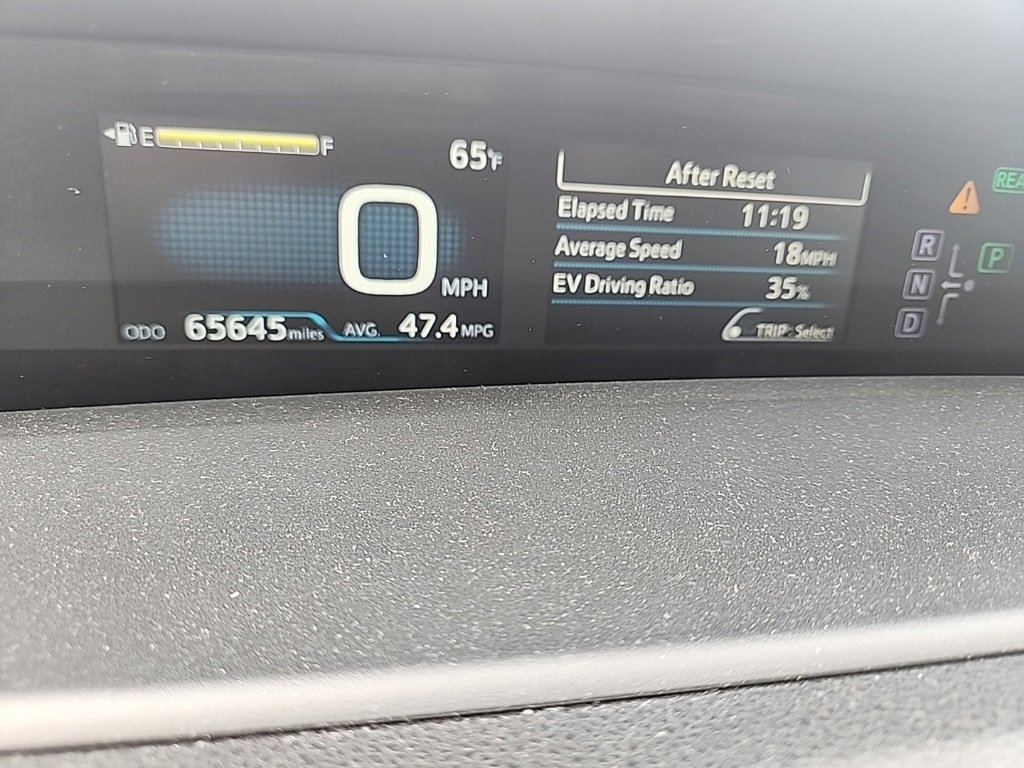 E F
65°F
0 MPH
ODO 65645 miles AVG. 47.4 MPG
After Reset
Elapsed Time 11:19
Average Speed 18 MPH
EV Driving Ratio 35%
TRIP: Select
REA
R
N
D
P